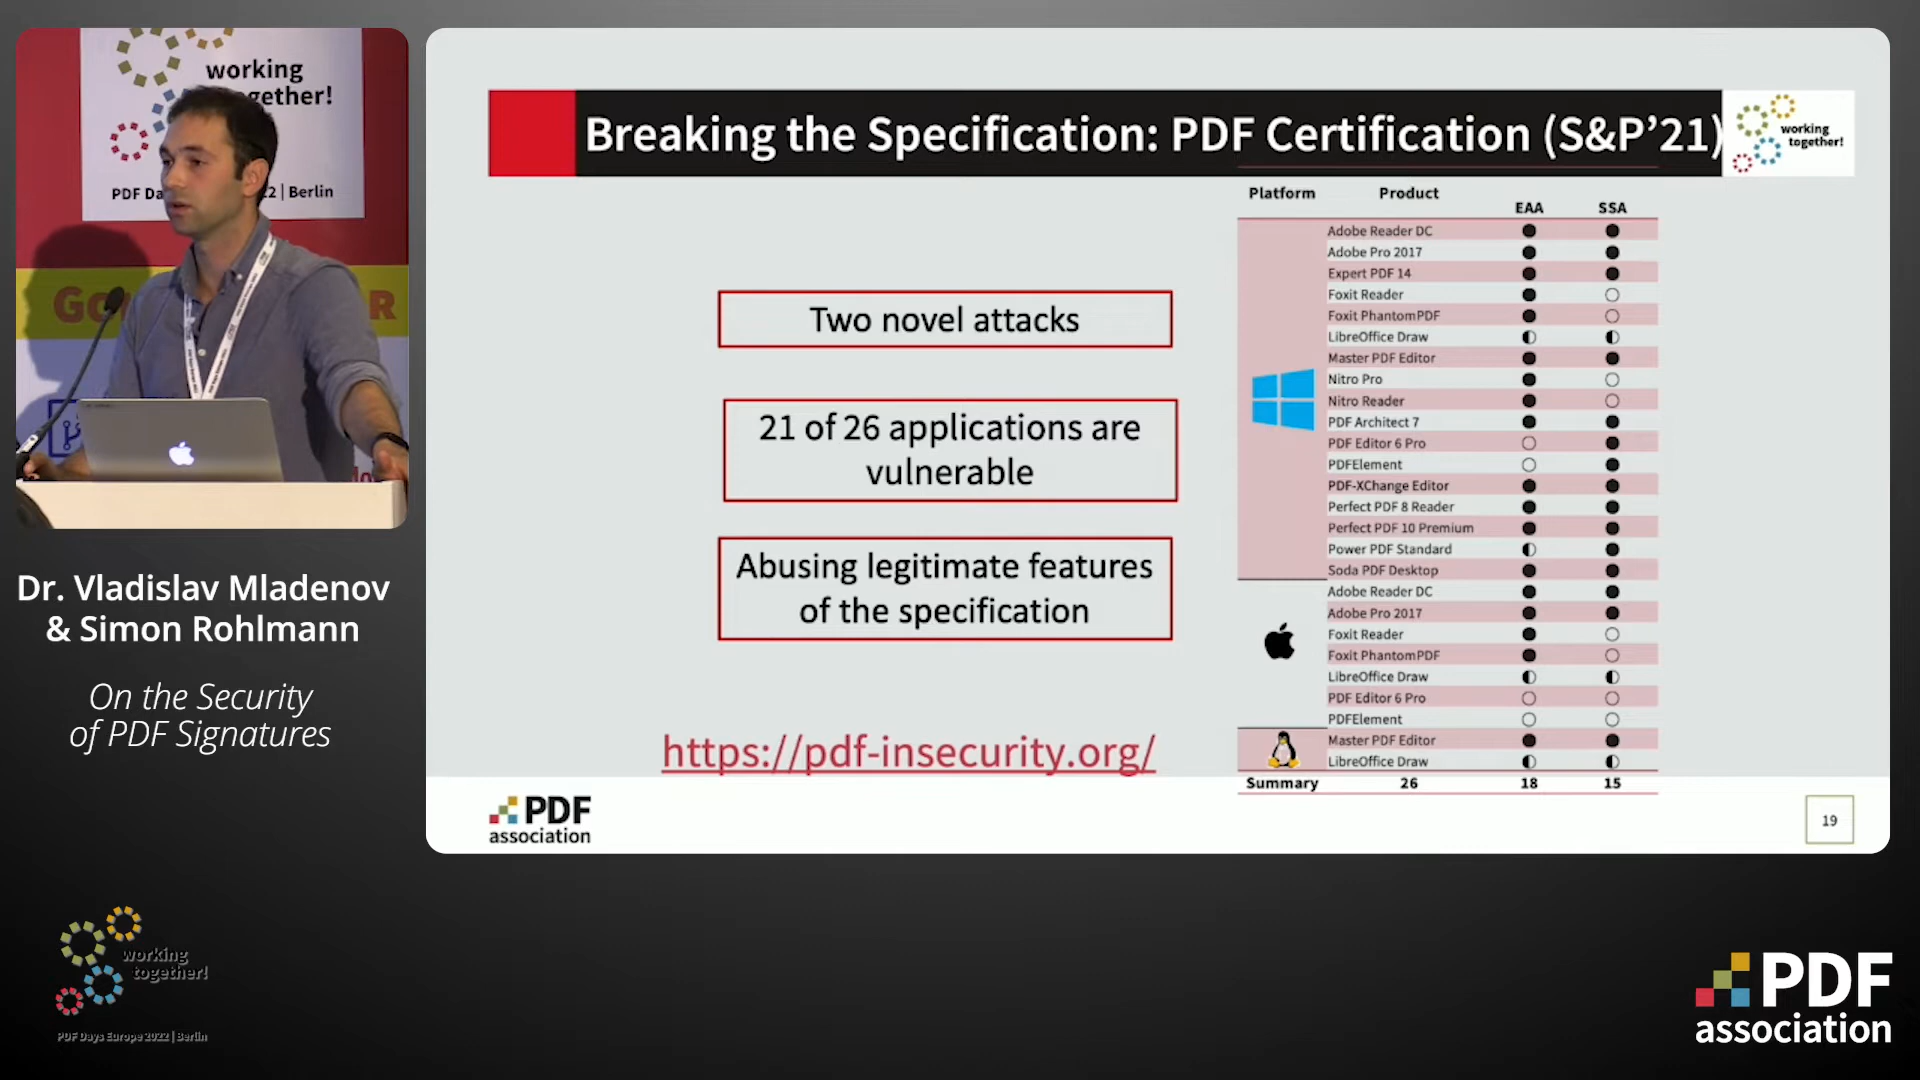 working
gether!
PDF Da
2 | Berlin
Go
R
Dr. Vladislav Mladenov
& Simon Rohlmann
On the Security
of PDF Signatures
working
together!
PDF Days Europe 2022 | Berlin
Breaking the Specification: PDF Certification (S&P’21)
working
together!
Two novel attacks
21 of 26 applications are
vulnerable
Abusing legitimate features
of the specification
https://pdf-insecurity.org/
Platform Product EAA SSA
Adobe Reader DC ● ●
Adobe Pro 2017 ● ●
Expert PDF 14 ● ●
Foxit Reader ● ○
Foxit PhantomPDF ● ○
LibreOffice Draw ◐ ◐
Master PDF Editor ● ●
Nitro Pro ● ○
Nitro Reader ● ○
PDF Architect 7 ● ●
PDF Editor 6 Pro ○ ●
PDFElement ○ ●
PDF-XChange Editor ● ●
Perfect PDF 8 Reader ● ●
Perfect PDF 10 Premium ● ●
Power PDF Standard ◐ ●
Soda PDF Desktop ● ●
Adobe Reader DC ● ●
Adobe Pro 2017 ● ●
Foxit Reader ● ○
Foxit PhantomPDF ● ○
LibreOffice Draw ◐ ◐
PDF Editor 6 Pro ○ ○
PDFElement ○ ○
Master PDF Editor ● ●
LibreOffice Draw ◐ ◐
Summary 26 18 15
PDF
association
19
PDF
association